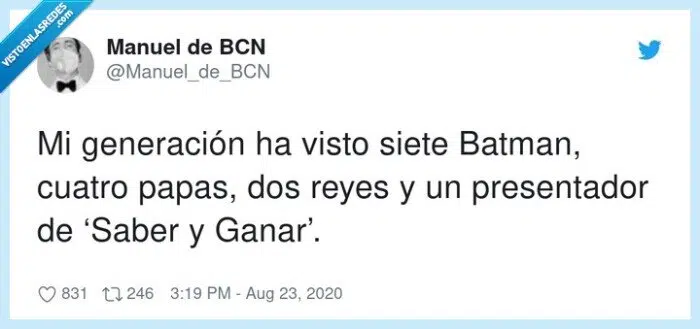 VISTOENLASREDES
.com
Manuel de BCN
@Manuel_de_BCN
Mi generación ha visto siete Batman,
cuatro papas, dos reyes y un presentador
de ‘Saber y Ganar’.
831 246 3:19 PM - Aug 23, 2020